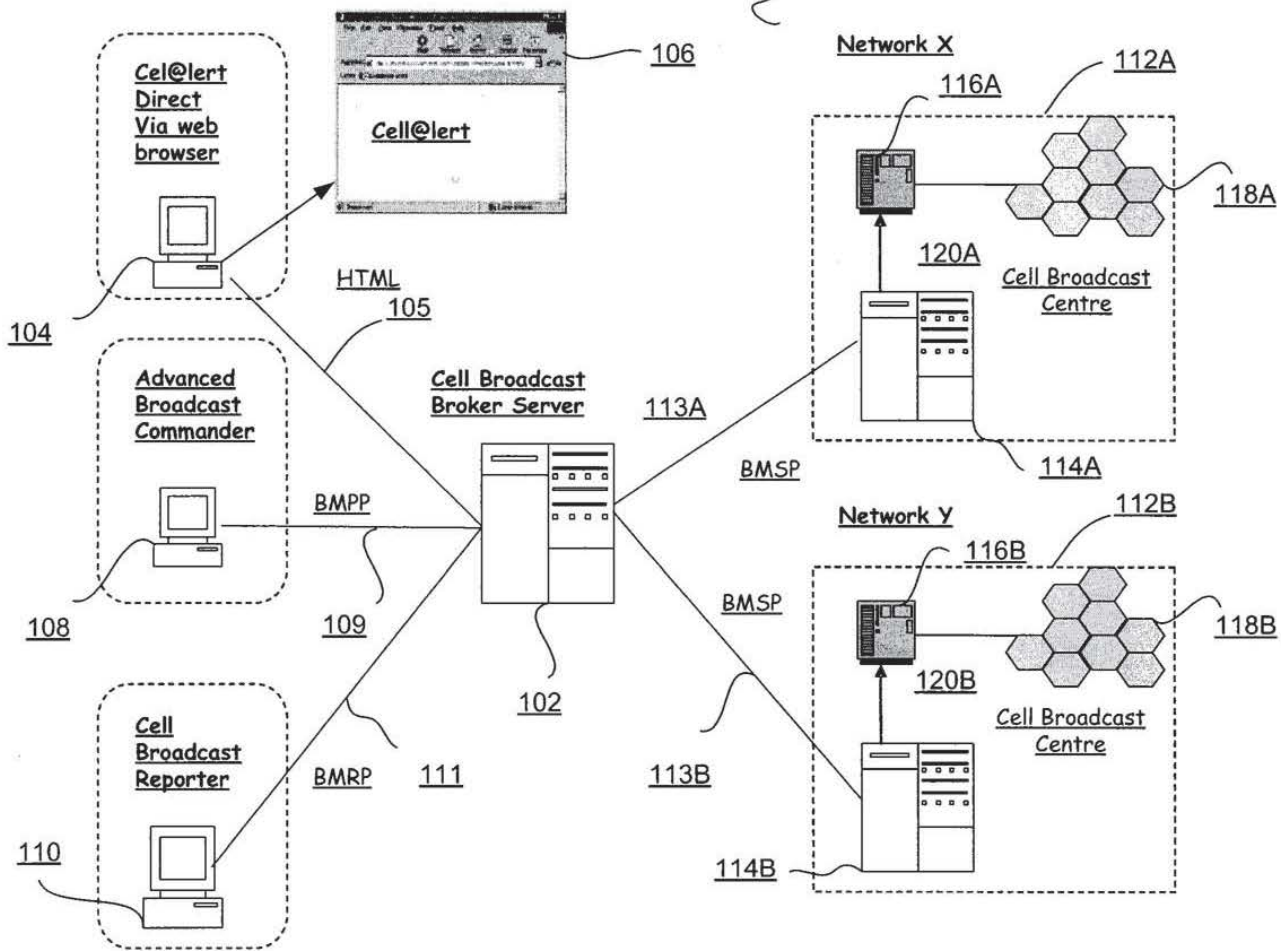 Cel@lert
Direct
Via web
browser
104
106
Cell@lert
HTML
105
Advanced
Broadcast
Commander
108
BMPP
109
Cell
Broadcast
Reporter
110
BMRP
111
Cell Broadcast
Broker Server
102
113A
BMSP
BMSP
113B
Network X
112A
116A
118A
120A
Cell Broadcast
Centre
114A
Network Y
112B
116B
118B
120B
Cell Broadcast
Centre
114B